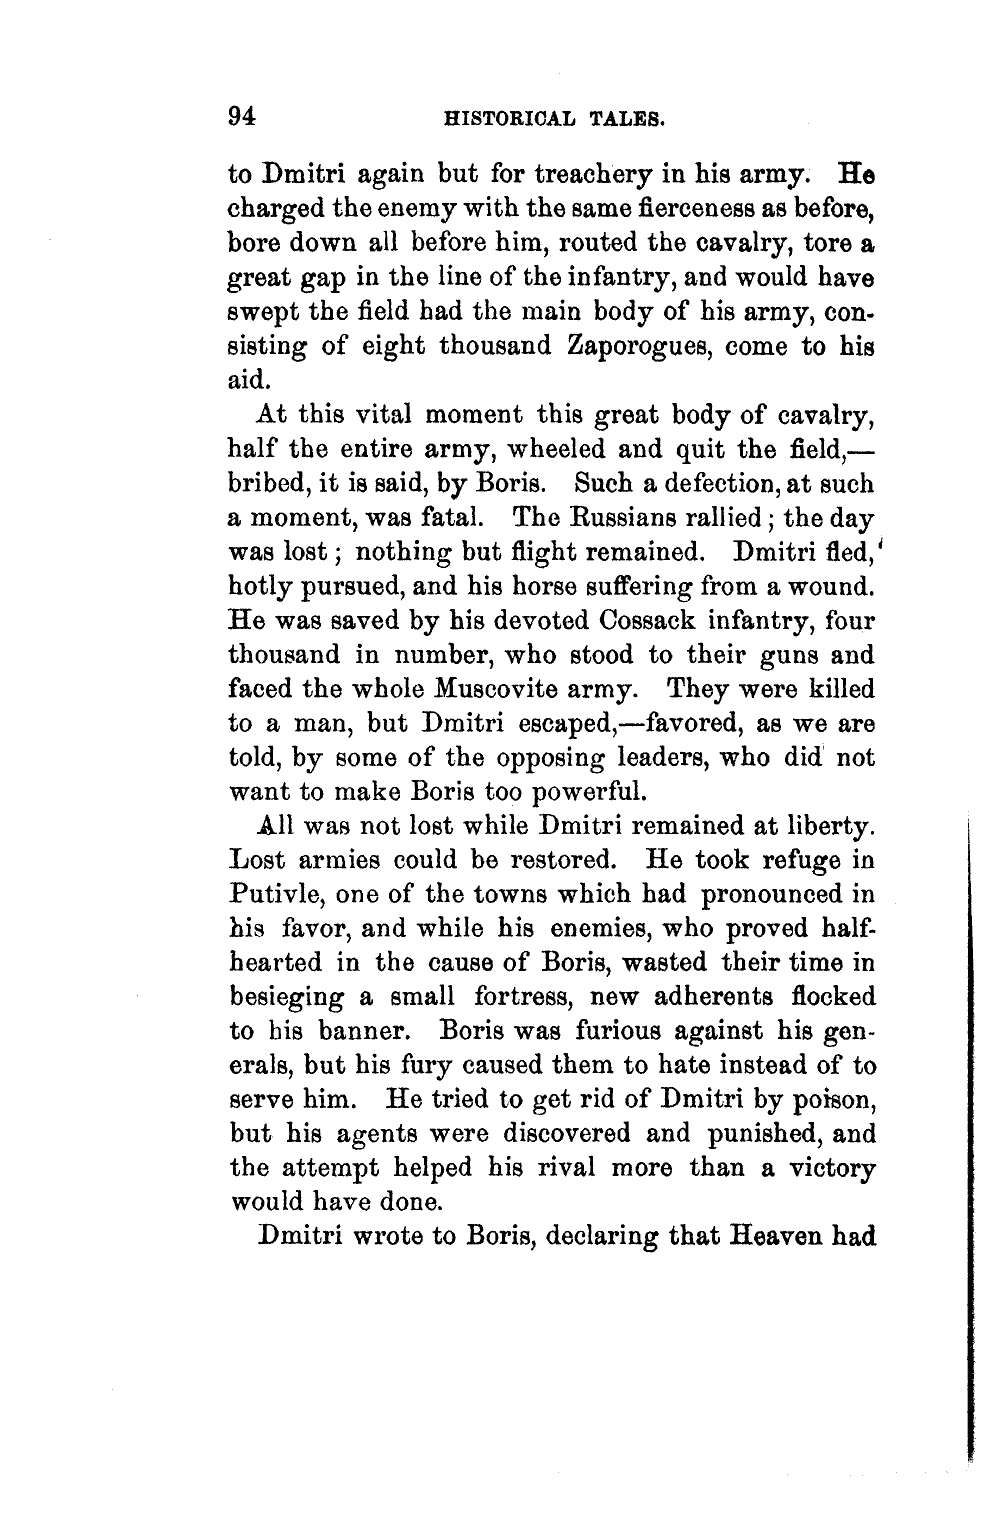 94 HISTORICAL TALES.
to Dmitri again but for treachery in his army. He
charged the enemy with the same fierceness as before,
bore down all before him, routed the cavalry, tore a
great gap in the line of the infantry, and would have
swept the field had the main body of his army, con-
sisting of eight thousand Zaporogues, come to his
aid.
At this vital moment this great body of cavalry,
half the entire army, wheeled and quit the field,—
bribed, it is said, by Boris. Such a defection, at such
a moment, was fatal. The Russians rallied; the day
was lost; nothing but flight remained. Dmitri fled,
hotly pursued, and his horse suffering from a wound.
He was saved by his devoted Cossack infantry, four
thousand in number, who stood to their guns and
faced the whole Muscovite army. They were killed
to a man, but Dmitri escaped,—favored, as we are
told, by some of the opposing leaders, who did not
want to make Boris too powerful.
All was not lost while Dmitri remained at liberty.
Lost armies could be restored. He took refuge in
Putivle, one of the towns which had pronounced in
his favor, and while his enemies, who proved half-
hearted in the cause of Boris, wasted their time in
besieging a small fortress, new adherents flocked
to his banner. Boris was furious against his gen-
erals, but his fury caused them to hate instead of to
serve him. He tried to get rid of Dmitri by poison,
but his agents were discovered and punished, and
the attempt helped his rival more than a victory
would have done.
Dmitri wrote to Boris, declaring that Heaven had